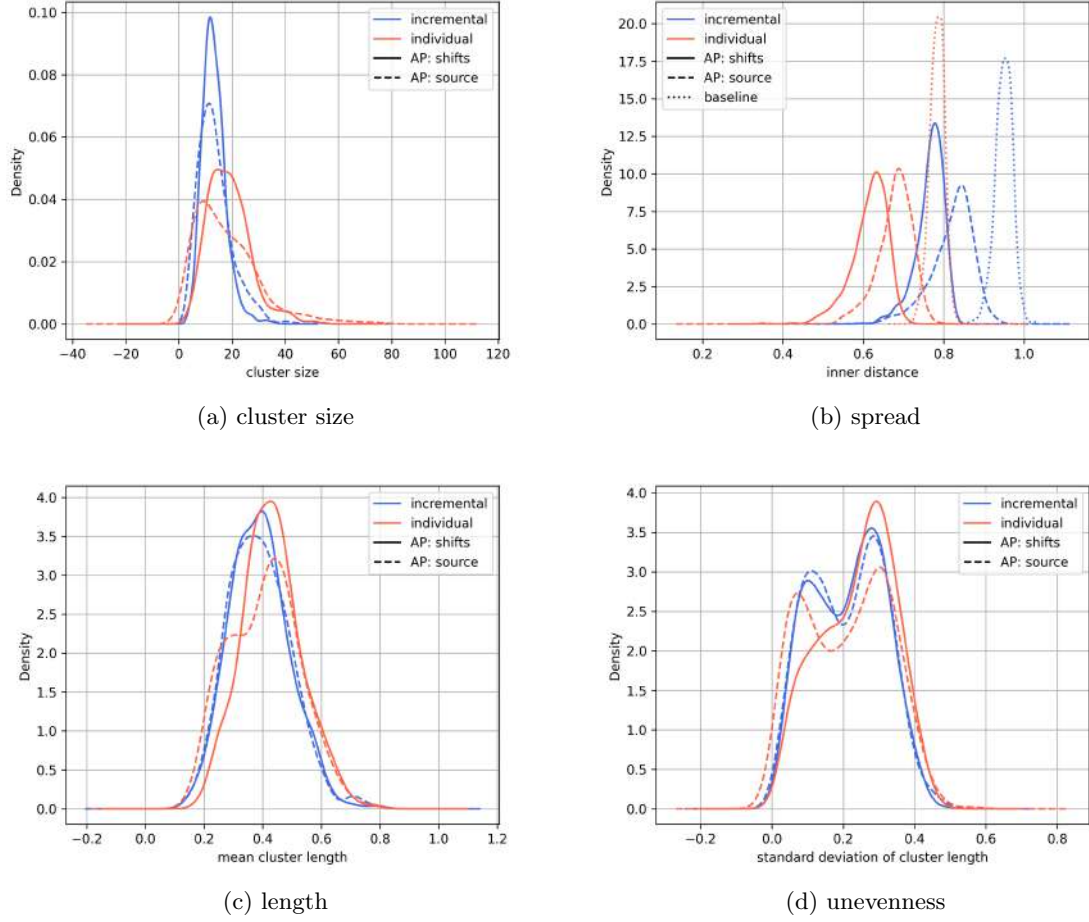 0.10
0.08
0.06
0.04
0.02
0.00
Density
−40
−20
0
20
40
60
80
100
120
cluster size
incremental
individual
AP: shifts
AP: source
(a) cluster size
20.0
17.5
15.0
12.5
10.0
7.5
5.0
2.5
0.0
Density
0.2
0.4
0.6
0.8
1.0
inner distance
incremental
individual
AP: shifts
AP: source
baseline
(b) spread
4.0
3.5
3.0
2.5
2.0
1.5
1.0
0.5
0.0
Density
−0.2
0.0
0.2
0.4
0.6
0.8
1.0
1.2
mean cluster length
incremental
individual
AP: shifts
AP: source
(c) length
4.0
3.5
3.0
2.5
2.0
1.5
1.0
0.5
0.0
Density
−0.2
0.0
0.2
0.4
0.6
0.8
standard deviation of cluster length
incremental
individual
AP: shifts
AP: source
(d) unevenness